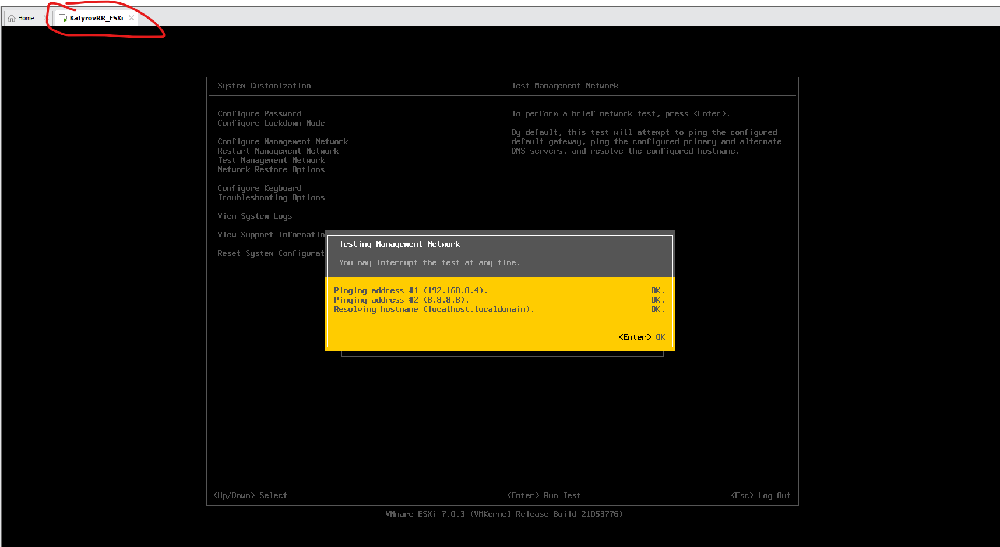 Home
KatyrovRR_ESXi
System Customization
Test Management Network
Configure Password
Configure Lockdown Mode
Configure Management Network
Restart Management Network
Test Management Network
Network Restore Options
Configure Keyboard
Troubleshooting Options
View System Logs
View Support Informatio
Reset System Configurat
To perform a brief network test, press <Enter>.
By default, this test will attempt to ping the configured
default gateway, ping the configured primary and alternate
DNS servers, and resolve the configured hostname.
Testing Management Network
You may interrupt the test at any time.
Pinging address #1 (192.168.0.4). OK.
Pinging address #2 (8.8.8.8). OK.
Resolving hostname (localhost.localdomain). OK.
<Enter> OK
<Up/Down> Select
<Enter> Run Test
<Esc> Log Out
VMware ESXi 7.0.3 (VMKernel Release Build 21053776)